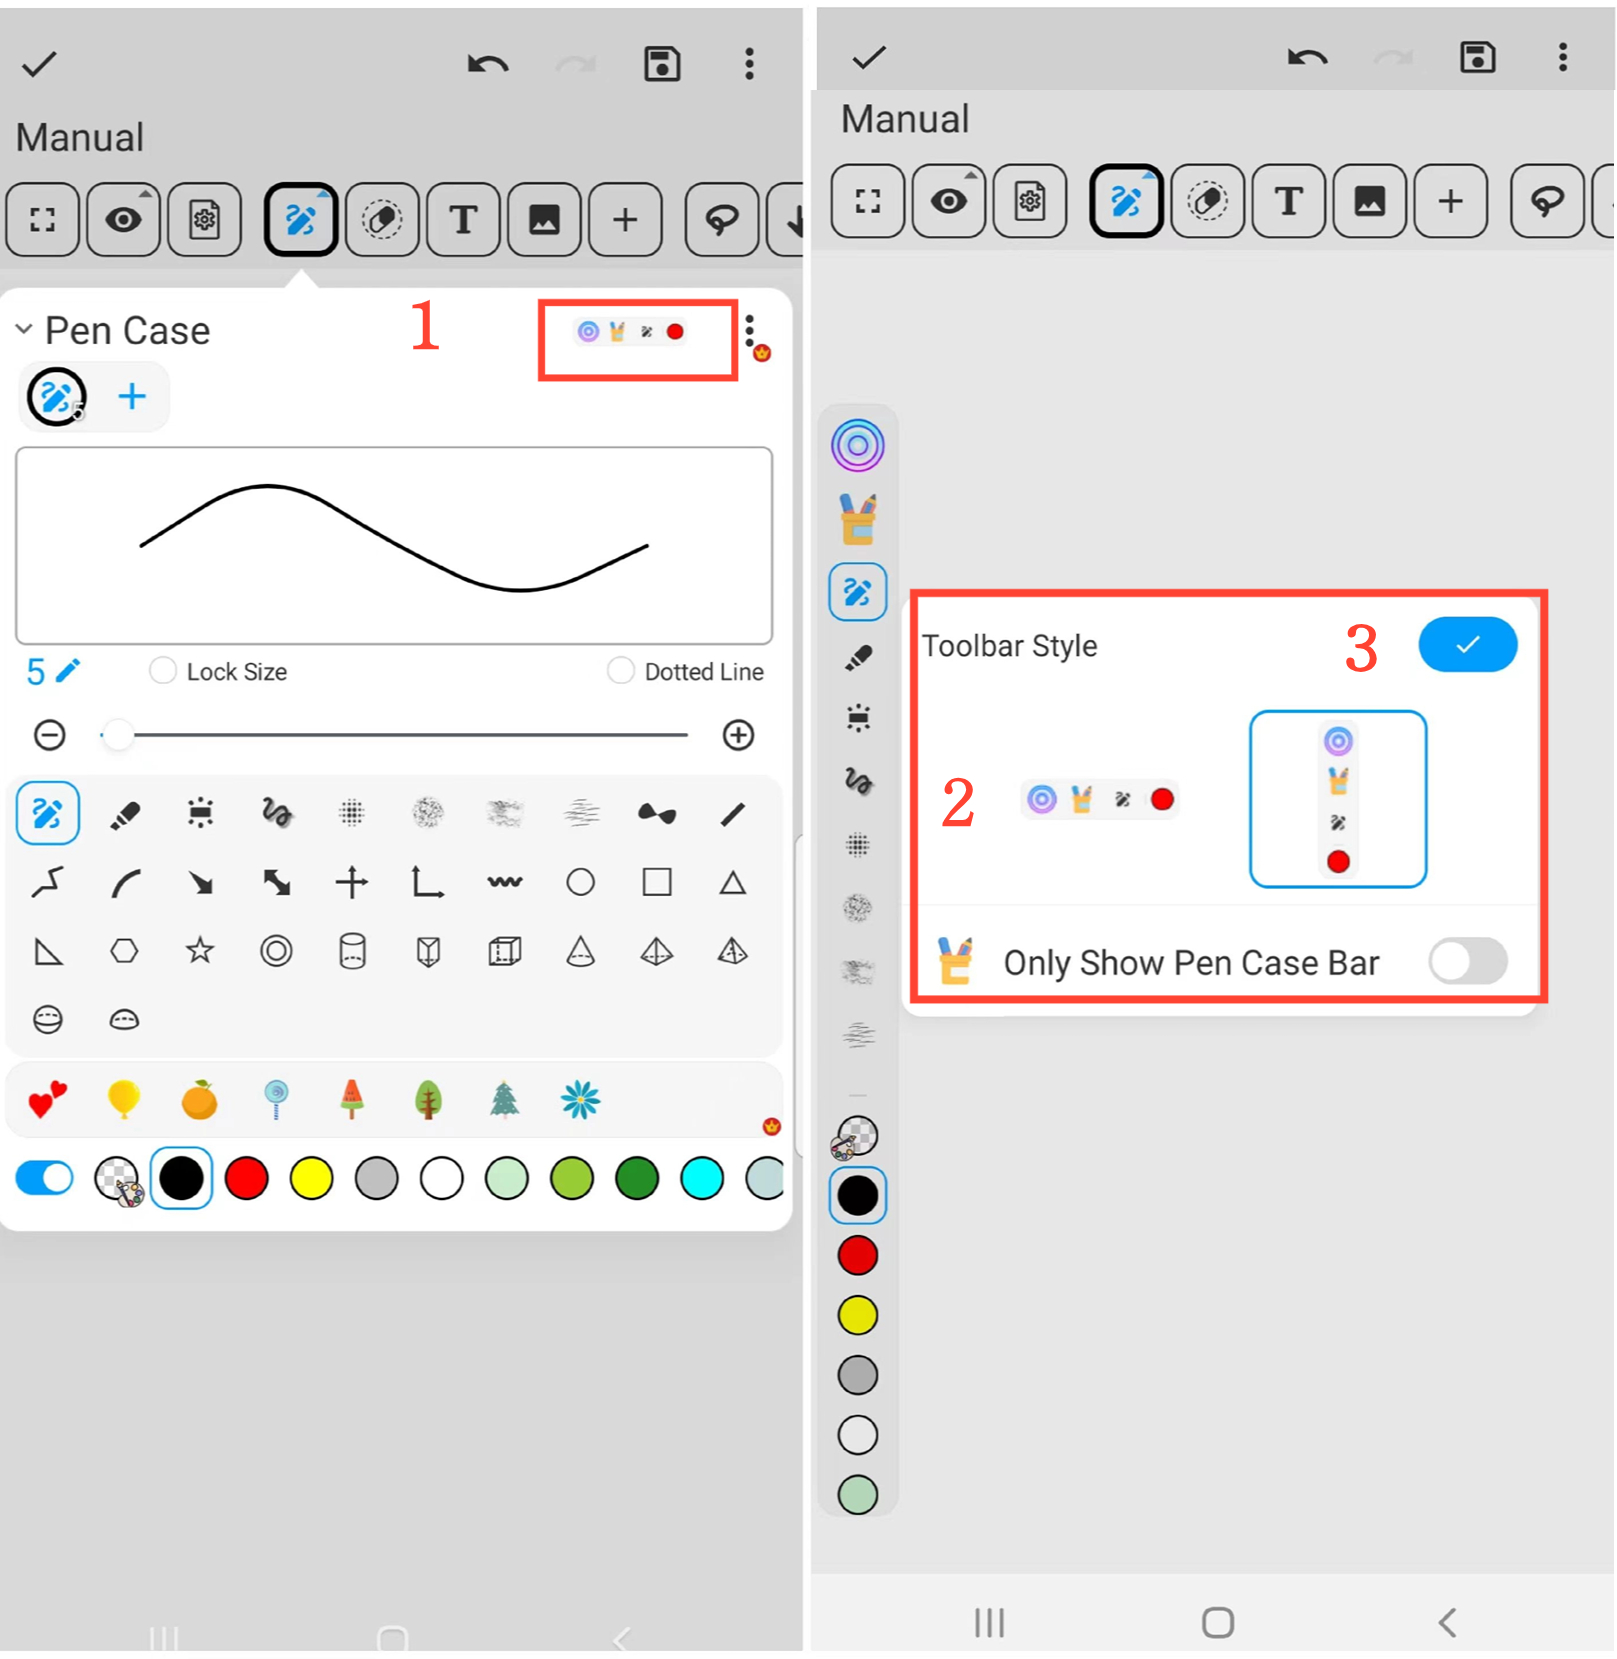 Manual
T
Pen Case
1
5
5
Lock Size
Dotted Line
Manual
T
Toolbar Style
3
2
Only Show Pen Case Bar